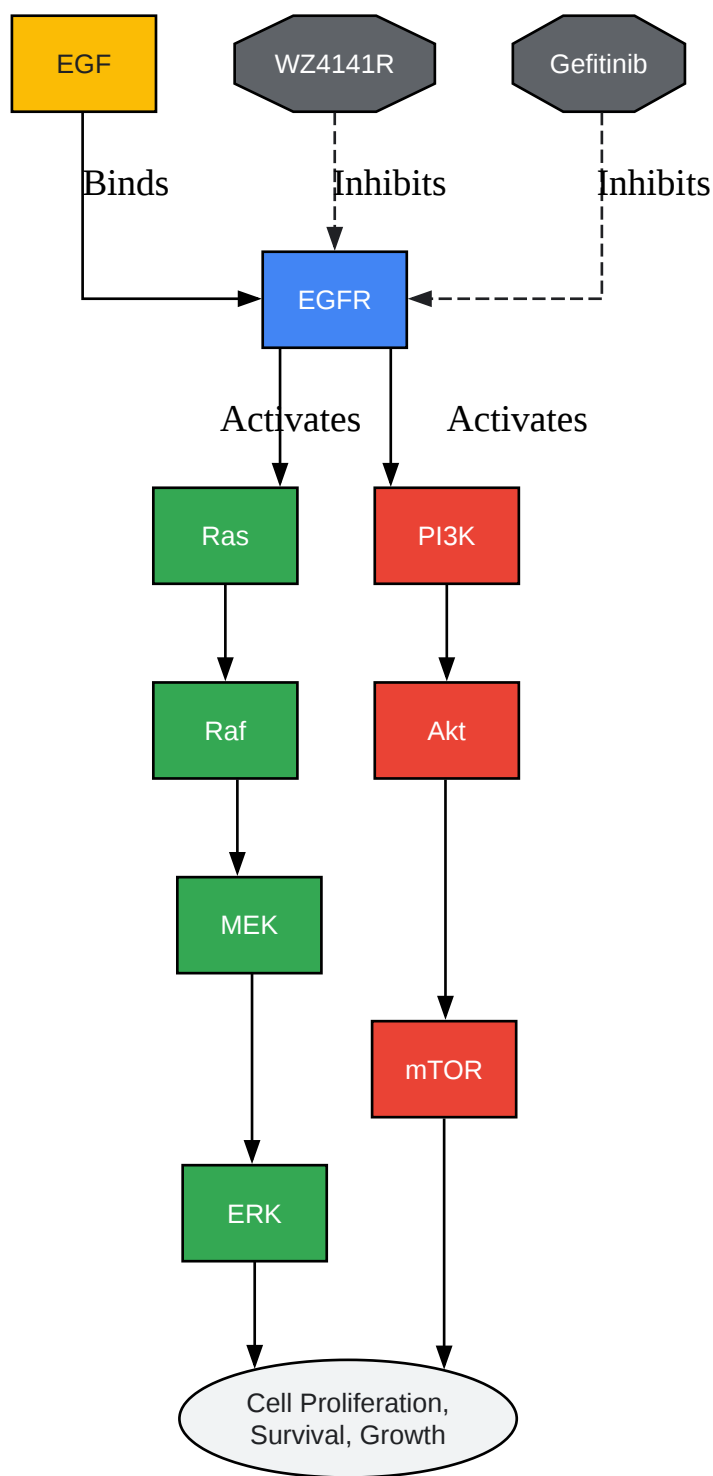 EGF
WZ4141R
Gefitinib
Binds
Inhibits
Inhibits
EGFR
Activates
Activates
Ras
PI3K
Raf
Akt
MEK
mTOR
ERK
Cell Proliferation,
Survival, Growth